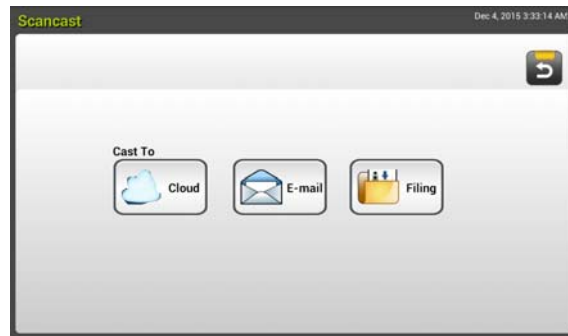 Scancast
Dec 4, 2015 3:33:14 AM
Cast To
Cloud
E-mail
Filing